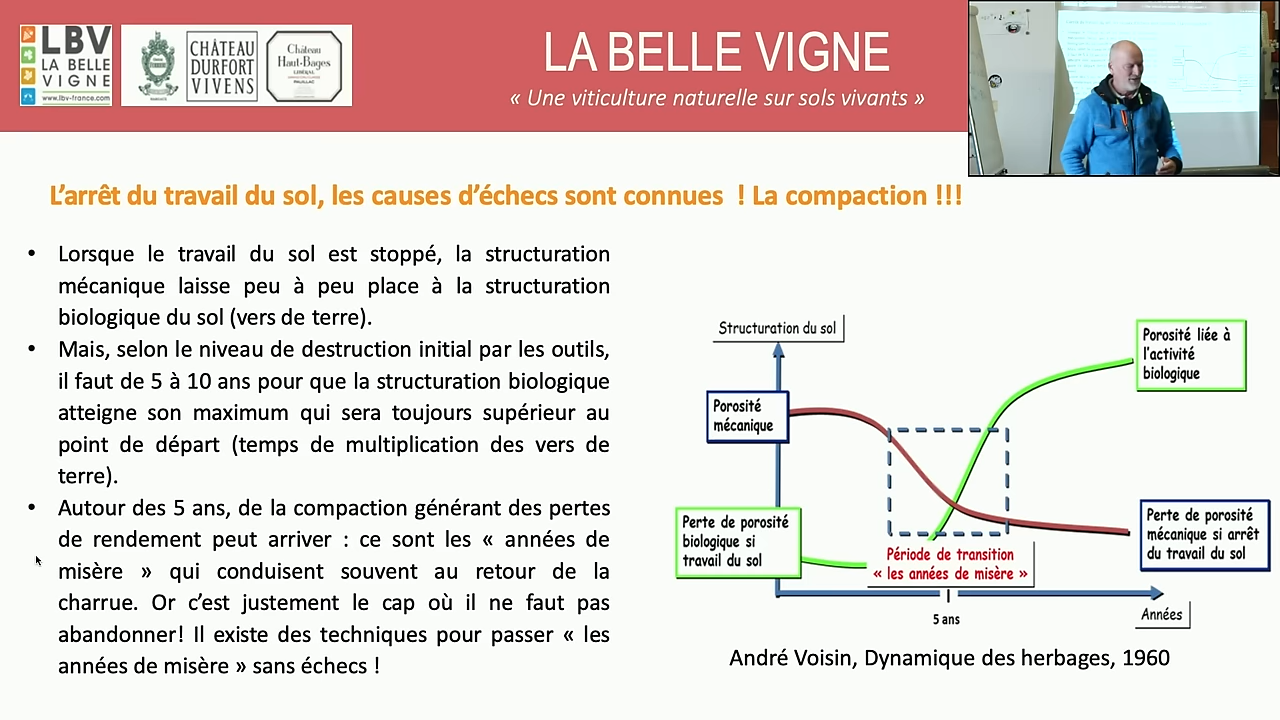 LBV
LA BELLE
VIGNE
www.lbv-france.com
CHÂTEAU
DURFORT
VIVENS
Château
Haut-Bages
LIBÉRAL
PAUILLAC
LA BELLE VIGNE
« Une viticulture naturelle sur sols vivants »
L’arrêt du travail du sol, les causes d’échecs sont connues ! La compaction !!!
• Lorsque le travail du sol est stoppé, la structuration
mécanique laisse peu à peu place à la structuration
biologique du sol (vers de terre).
• Mais, selon le niveau de destruction initial par les outils,
il faut de 5 à 10 ans pour que la structuration biologique
atteigne son maximum qui sera toujours supérieur au
point de départ (temps de multiplication des vers de
terre).
• Autour des 5 ans, de la compaction générant des pertes
de rendement peut arriver : ce sont les « années de
misère » qui conduisent souvent au retour de la
charrue. Or c’est justement le cap où il ne faut pas
abandonner! Il existe des techniques pour passer « les
années de misère » sans échecs !
Structuration du sol
Porosité
mécanique
Perte de porosité
biologique si
travail du sol
Porosité liée à
l’activité
biologique
Perte de porosité
mécanique si arrêt
du travail du sol
Période de transition
« les années de misère »
5 ans
Années
André Voisin, Dynamique des herbages, 1960